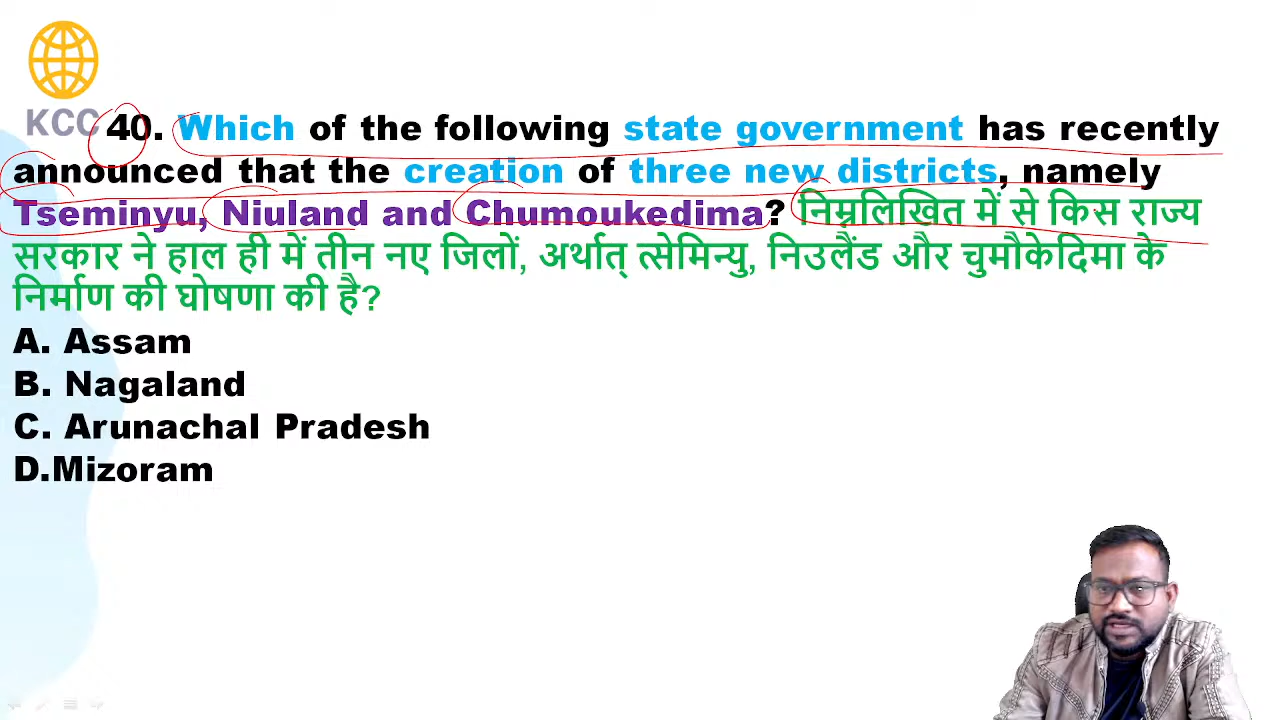 KCC
40. Which of the following state government has recently
announced that the creation of three new districts, namely
Tseminyu, Niuland and Chumoukedima? निम्नलिखित में से किस राज्य
सरकार ने हाल ही में तीन नए जिलों, अर्थात् त्सेमिन्यु, निउलैंड और चुमौकेदिमा के
निर्माण की घोषणा की है?
A. Assam
B. Nagaland
C. Arunachal Pradesh
D.Mizoram